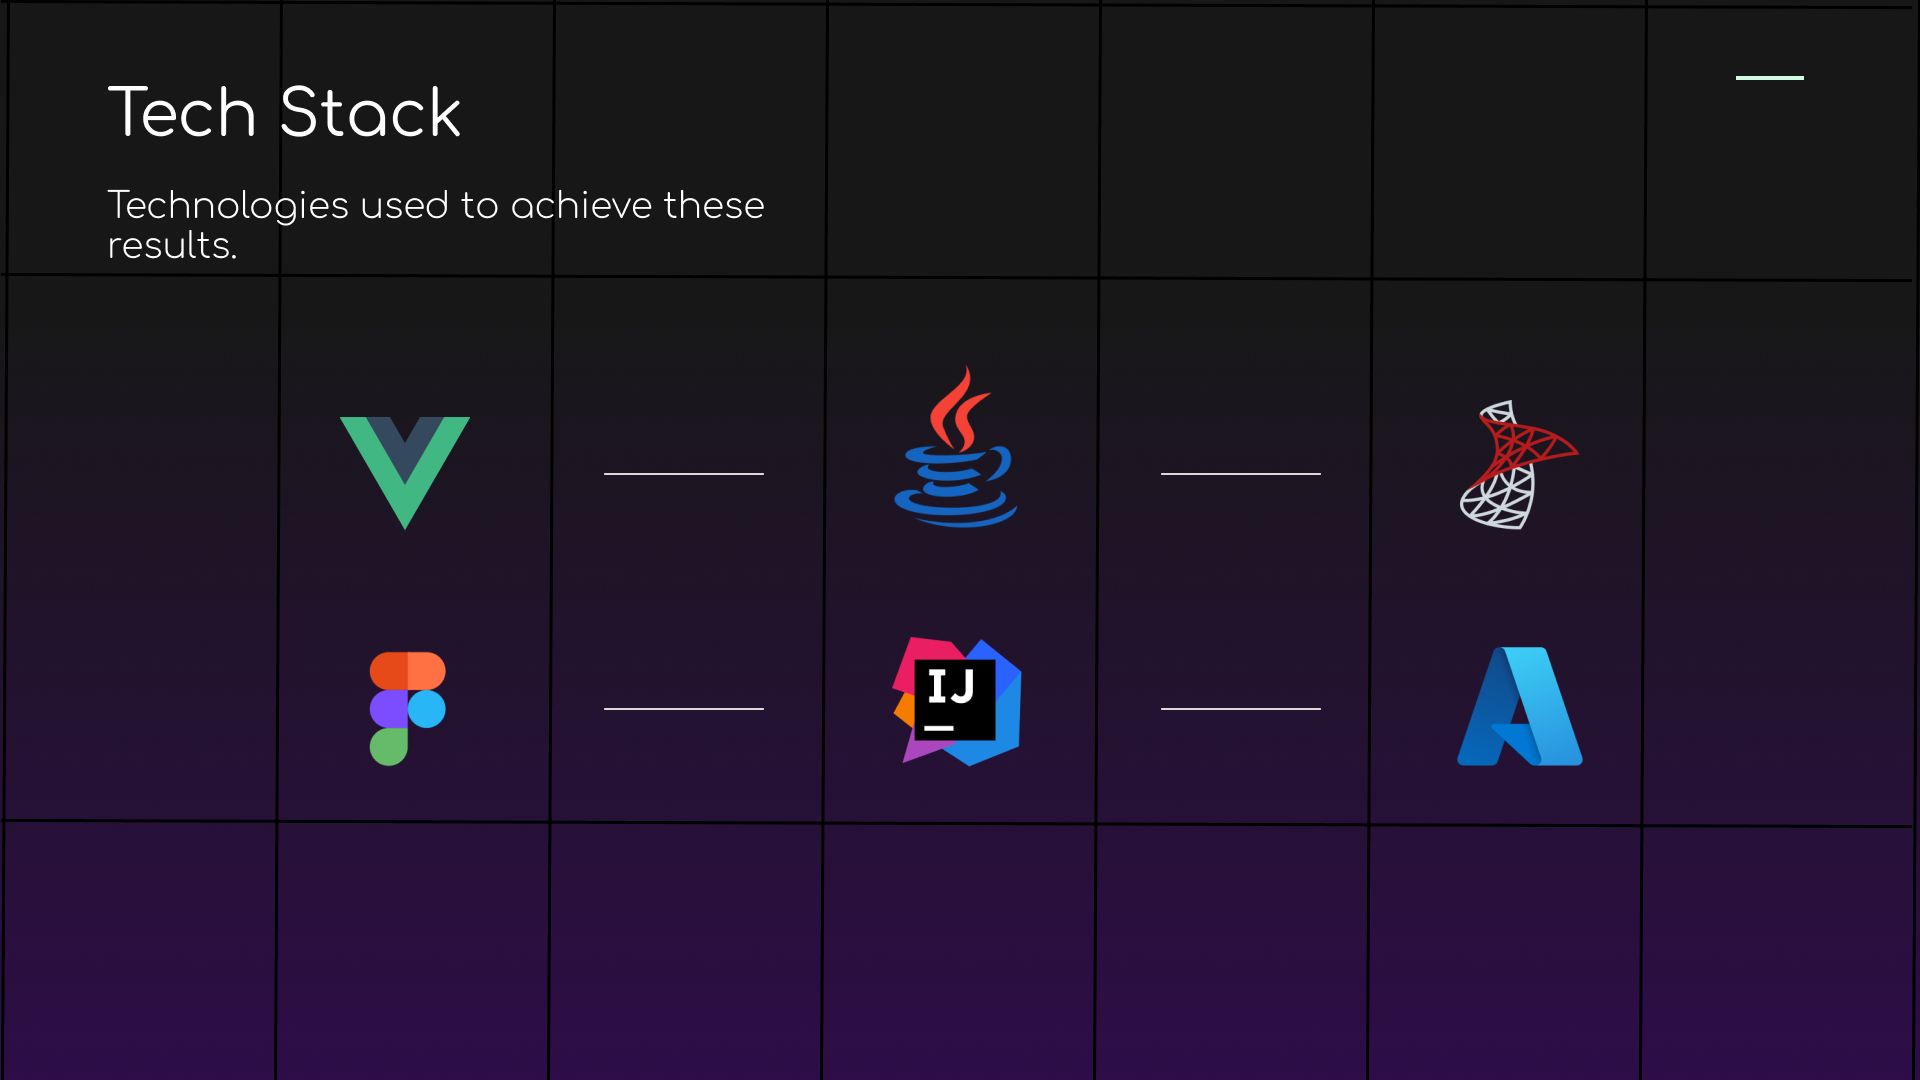 Tech Stack
Technologies used to achieve these
results.
IJ